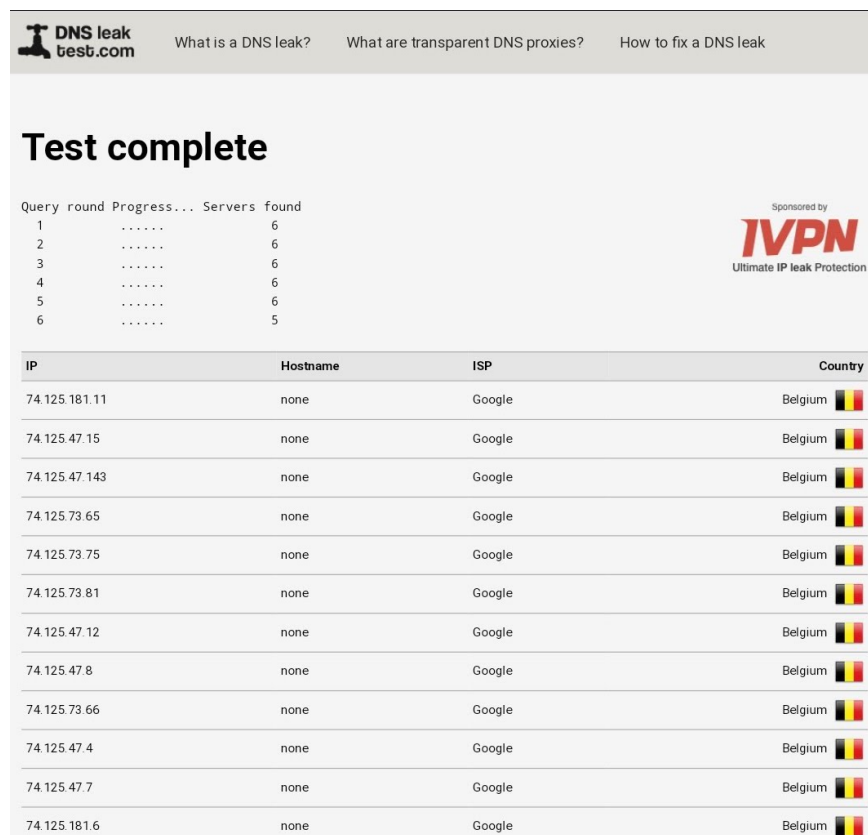 DNS leak
test.com
What is a DNS leak? What are transparent DNS proxies? How to fix a DNS leak
Test complete
Query round Progress... Servers found
1 ...... 6
2 ...... 6
3 ...... 6
4 ...... 6
5 ...... 6
6 ...... 5
Sponsored by
IVPN
Ultimate IP leak Protection
IP Hostname ISP Country
74.125.181.11 none Google Belgium
74.125.47.15 none Google Belgium
74.125.47.143 none Google Belgium
74.125.73.65 none Google Belgium
74.125.73.75 none Google Belgium
74.125.73.81 none Google Belgium
74.125.47.12 none Google Belgium
74.125.47.8 none Google Belgium
74.125.73.66 none Google Belgium
74.125.47.4 none Google Belgium
74.125.47.7 none Google Belgium
74.125.181.6 none Google Belgium